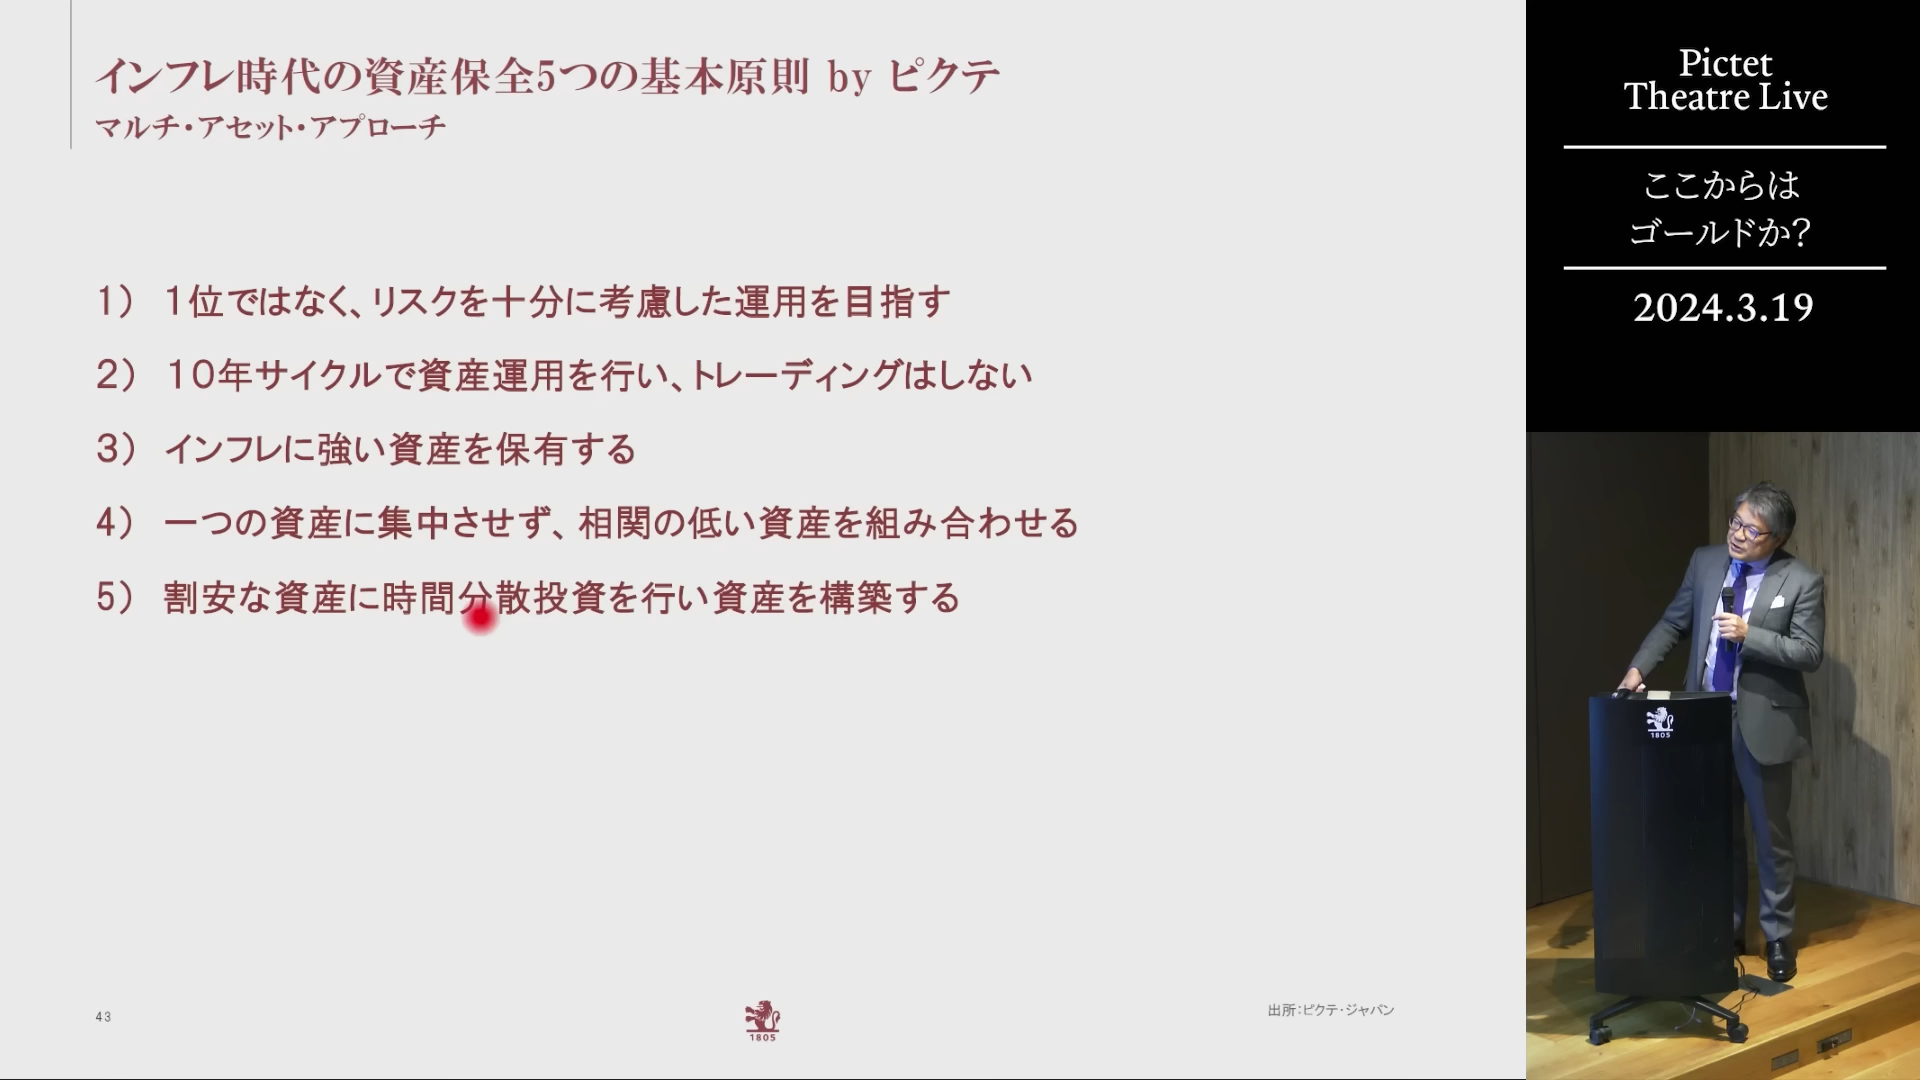 インフレ時代の資産保全5つの基本原則 by ピクテ
マルチ・アセット・アプローチ
1） 1位ではなく、リスクを十分に考慮した運用を目指す
2） 10年サイクルで資産運用を行い、トレーディングはしない
3） インフレに強い資産を保有する
4） 一つの資産に集中させず、相関の低い資産を組み合わせる
5） 割安な資産に時間分散投資を行い資産を構築する
43
1805
出所：ピクテ・ジャパン
Pictet
Theatre Live
ここからは
ゴールドか？
2024.3.19
1805